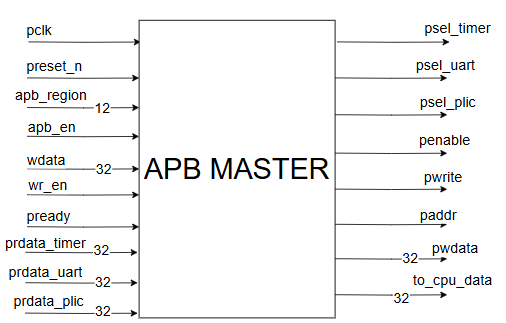 pclk
preset_n
apb_region
12
apb_en
wdata
32
wr_en
pready
prdata_timer
32
prdata_uart
32
prdata_plic
32
APB MASTER
psel_timer
psel_uart
psel_plic
penable
pwrite
paddr
pwdata
32
to_cpu_data
32